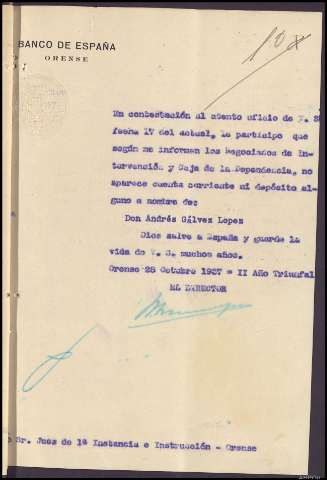 BANCO DE ESPAÑA
ORENSE
10
En contestación al atento oficio de V. S
fecha IV del actual, le participo que
según me informan los Negociados de In-
tervención y Caja de la Dependencia, no
aparece cuenta corriente ni depósito al-
guno a nombre de:
Don Andrés Gálvez Lopez
Dios salve a España y guarde la
vida de V. S. muchos años.
Orense 28 Octubre 1937 = II Año Triunfal
EL DIRECTOR
Sr. Juez de 1ª Instancia e Instrucción - Orense